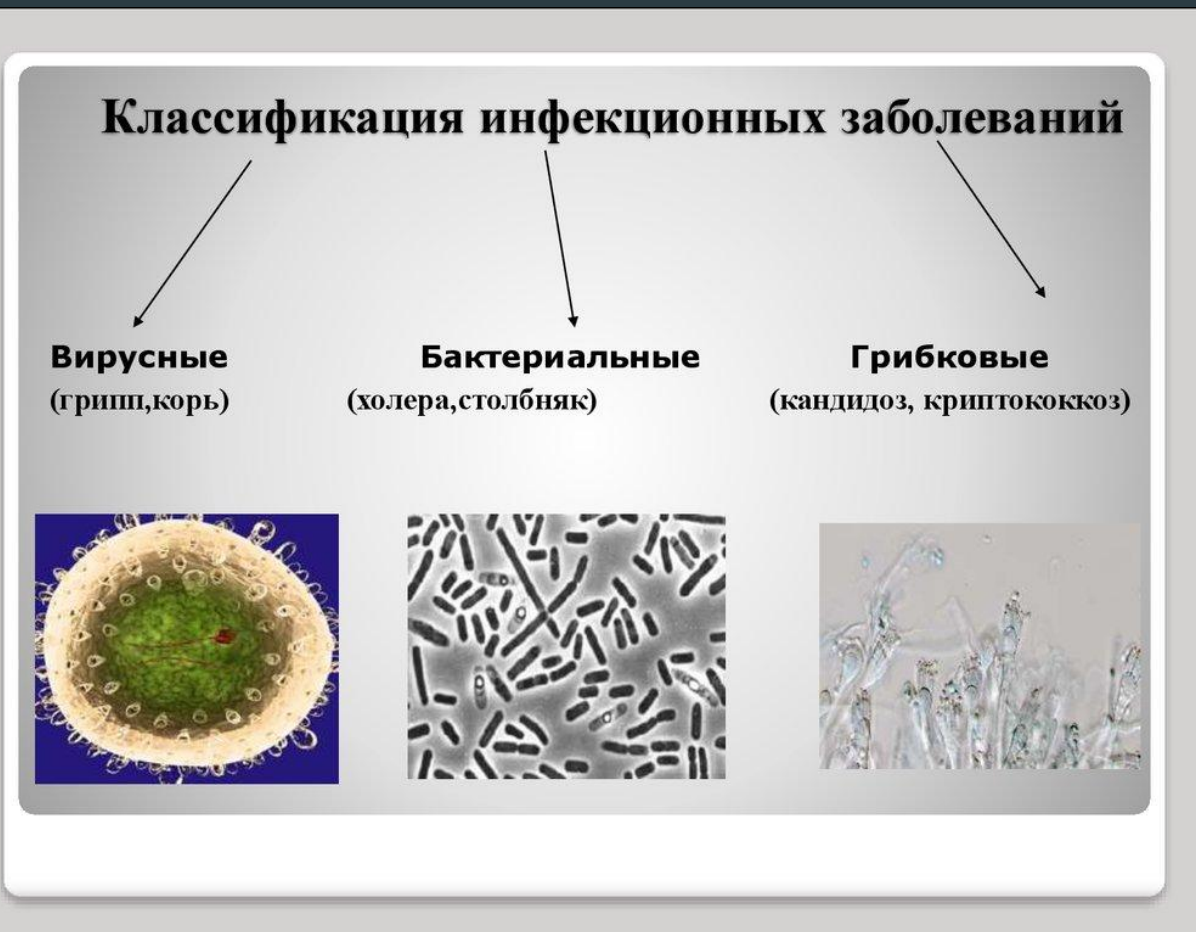 Классификация инфекционных заболеваний
Вирусные Бактериальные Грибковые
(грипп,корь) (холера,столбняк) (кандидоз, криптококкоз)